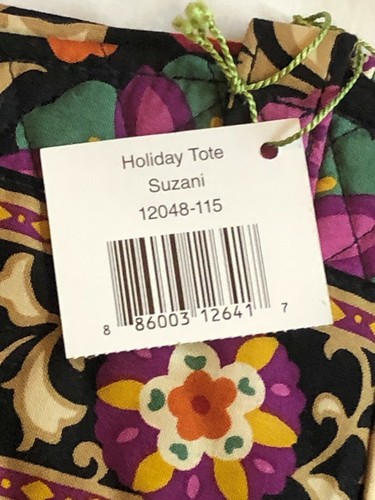 Holiday Tote
Suzani
12048-115
8 86003 12641 7